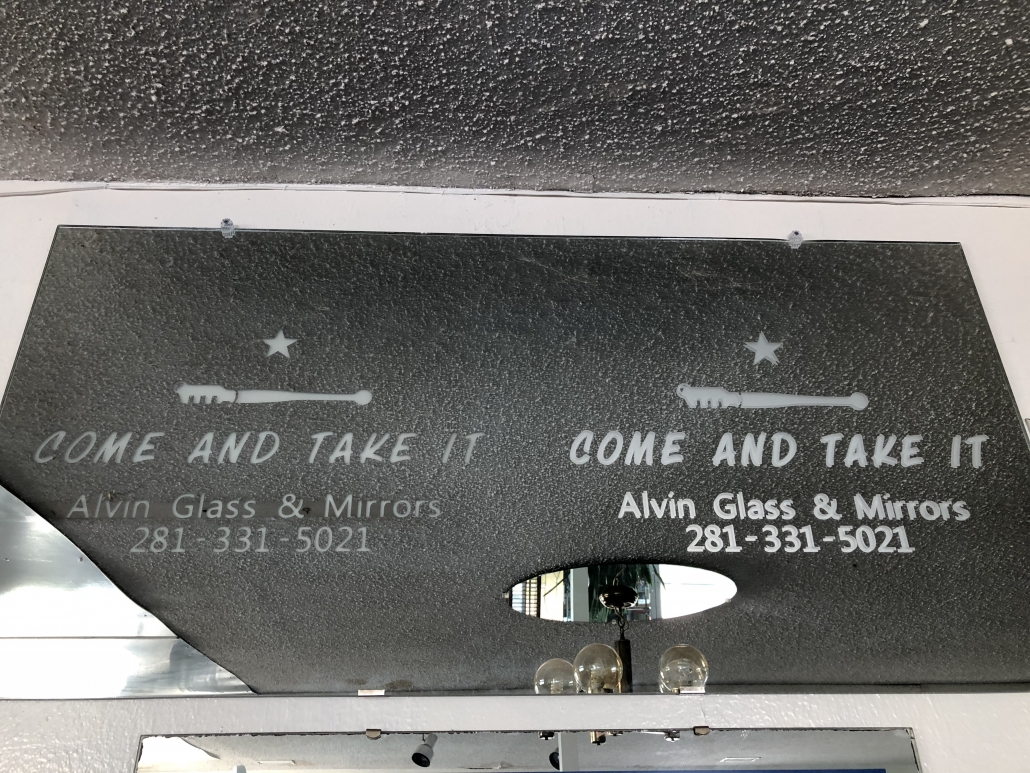 COME AND TAKE IT
Alvin Glass & Mirrors
281-331-5021
COME AND TAKE IT
Alvin Glass & Mirrors
281-331-5021